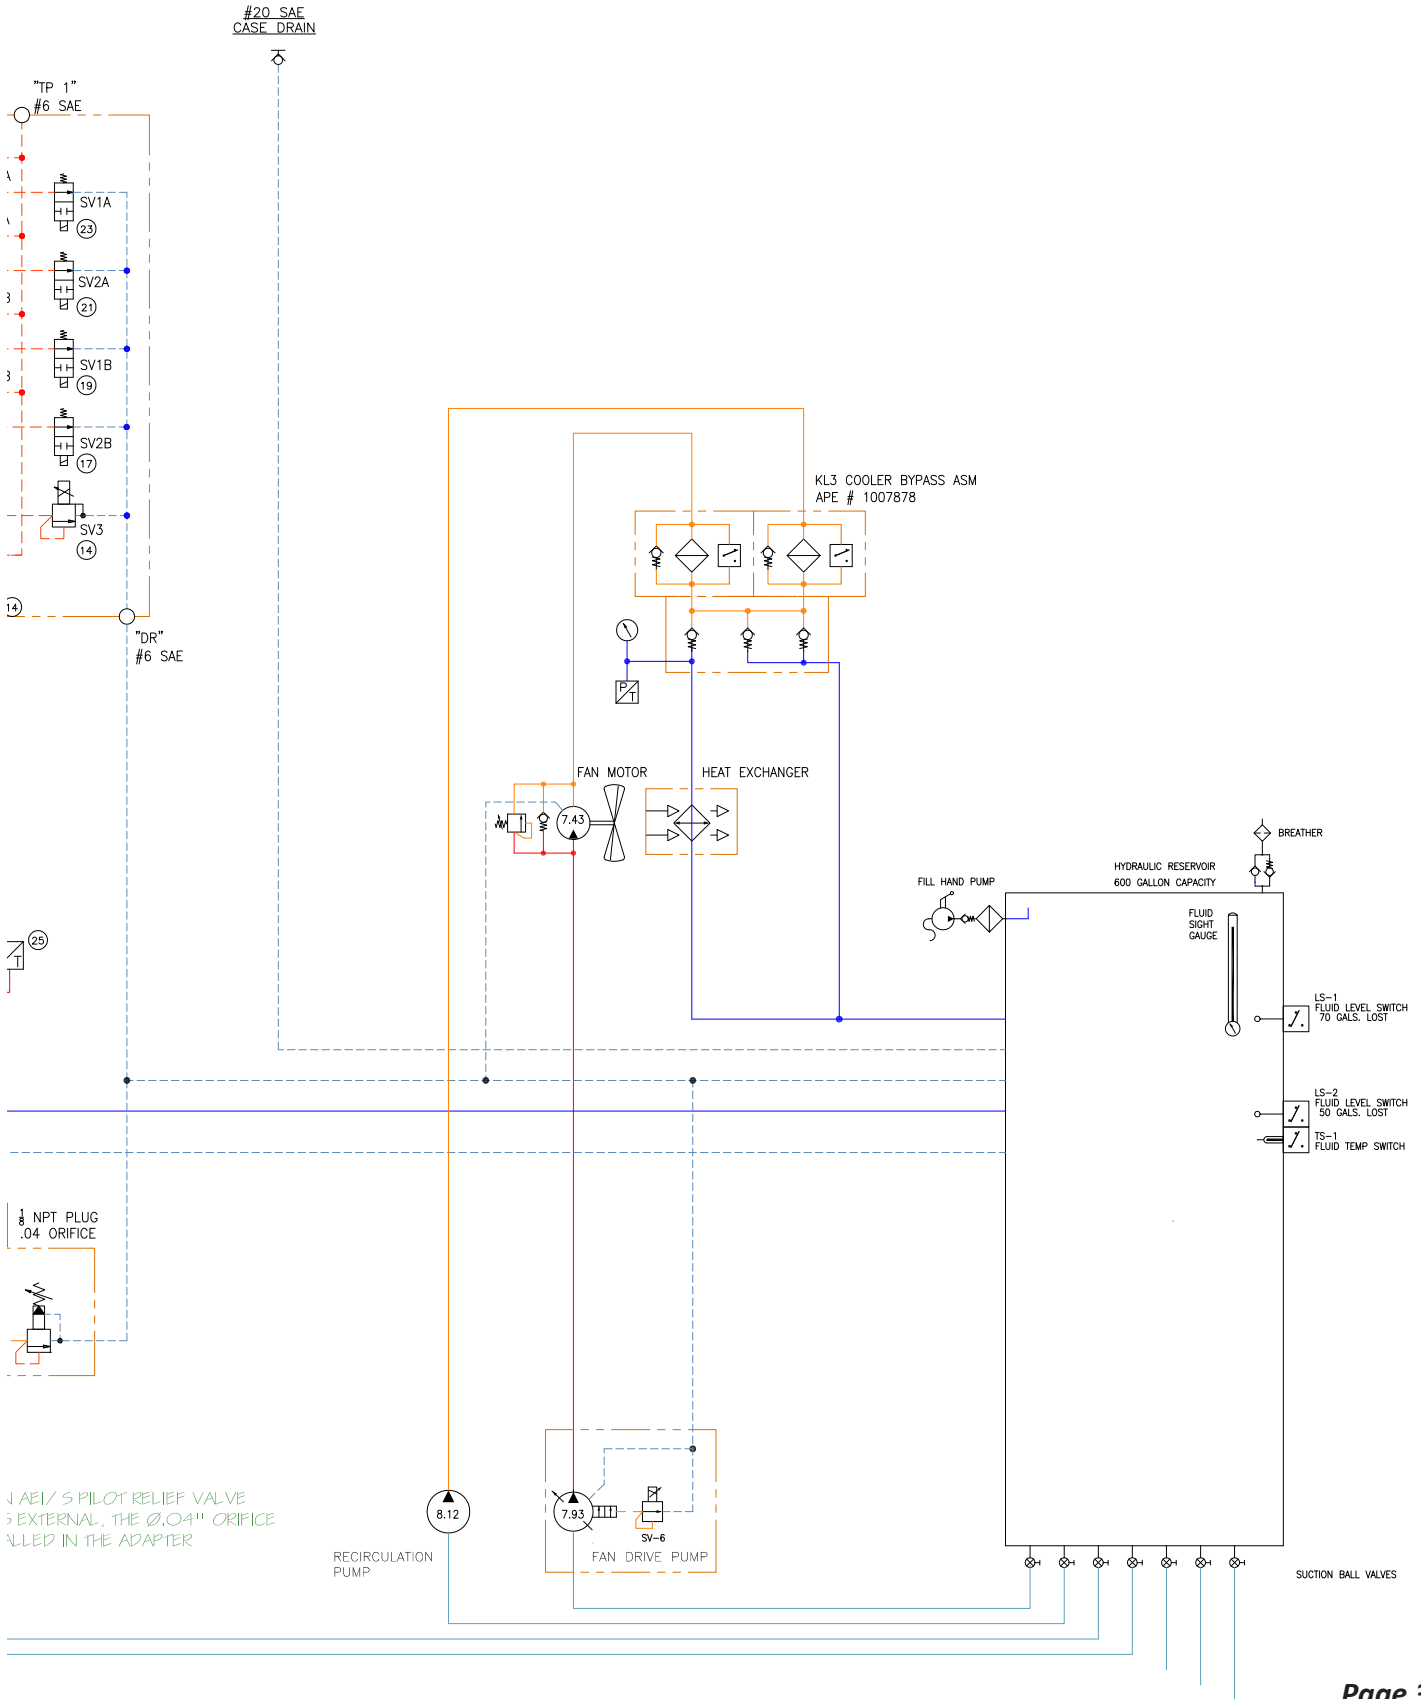 #20 SAE
CASE DRAIN
"TP 1"
#6 SAE
A
SV1A
23
A
SV2A
21
B
SV1B
19
B
SV2B
17
SV3
14
14
"DR"
#6 SAE
KL3 COOLER BYPASS ASM
APE # 1007878
P/T
FAN MOTOR
HEAT EXCHANGER
7.43
BREATHER
HYDRAULIC RESERVOIR
600 GALLON CAPACITY
FILL HAND PUMP
FLUID
SIGHT
GAUGE
25
T
LS-1
FLUID LEVEL SWITCH
70 GALS. LOST
LS-2
FLUID LEVEL SWITCH
50 GALS. LOST
TS-1
FLUID TEMP SWITCH
1/8 NPT PLUG
.04 ORIFICE
AEI/ S PILOT RELIEF VALVE
EXTERNAL, THE Ø.04" ORIFICE
ALLED IN THE ADAPTER
8.12
RECIRCULATION
PUMP
7.93
SV-6
FAN DRIVE PUMP
SUCTION BALL VALVES
Page